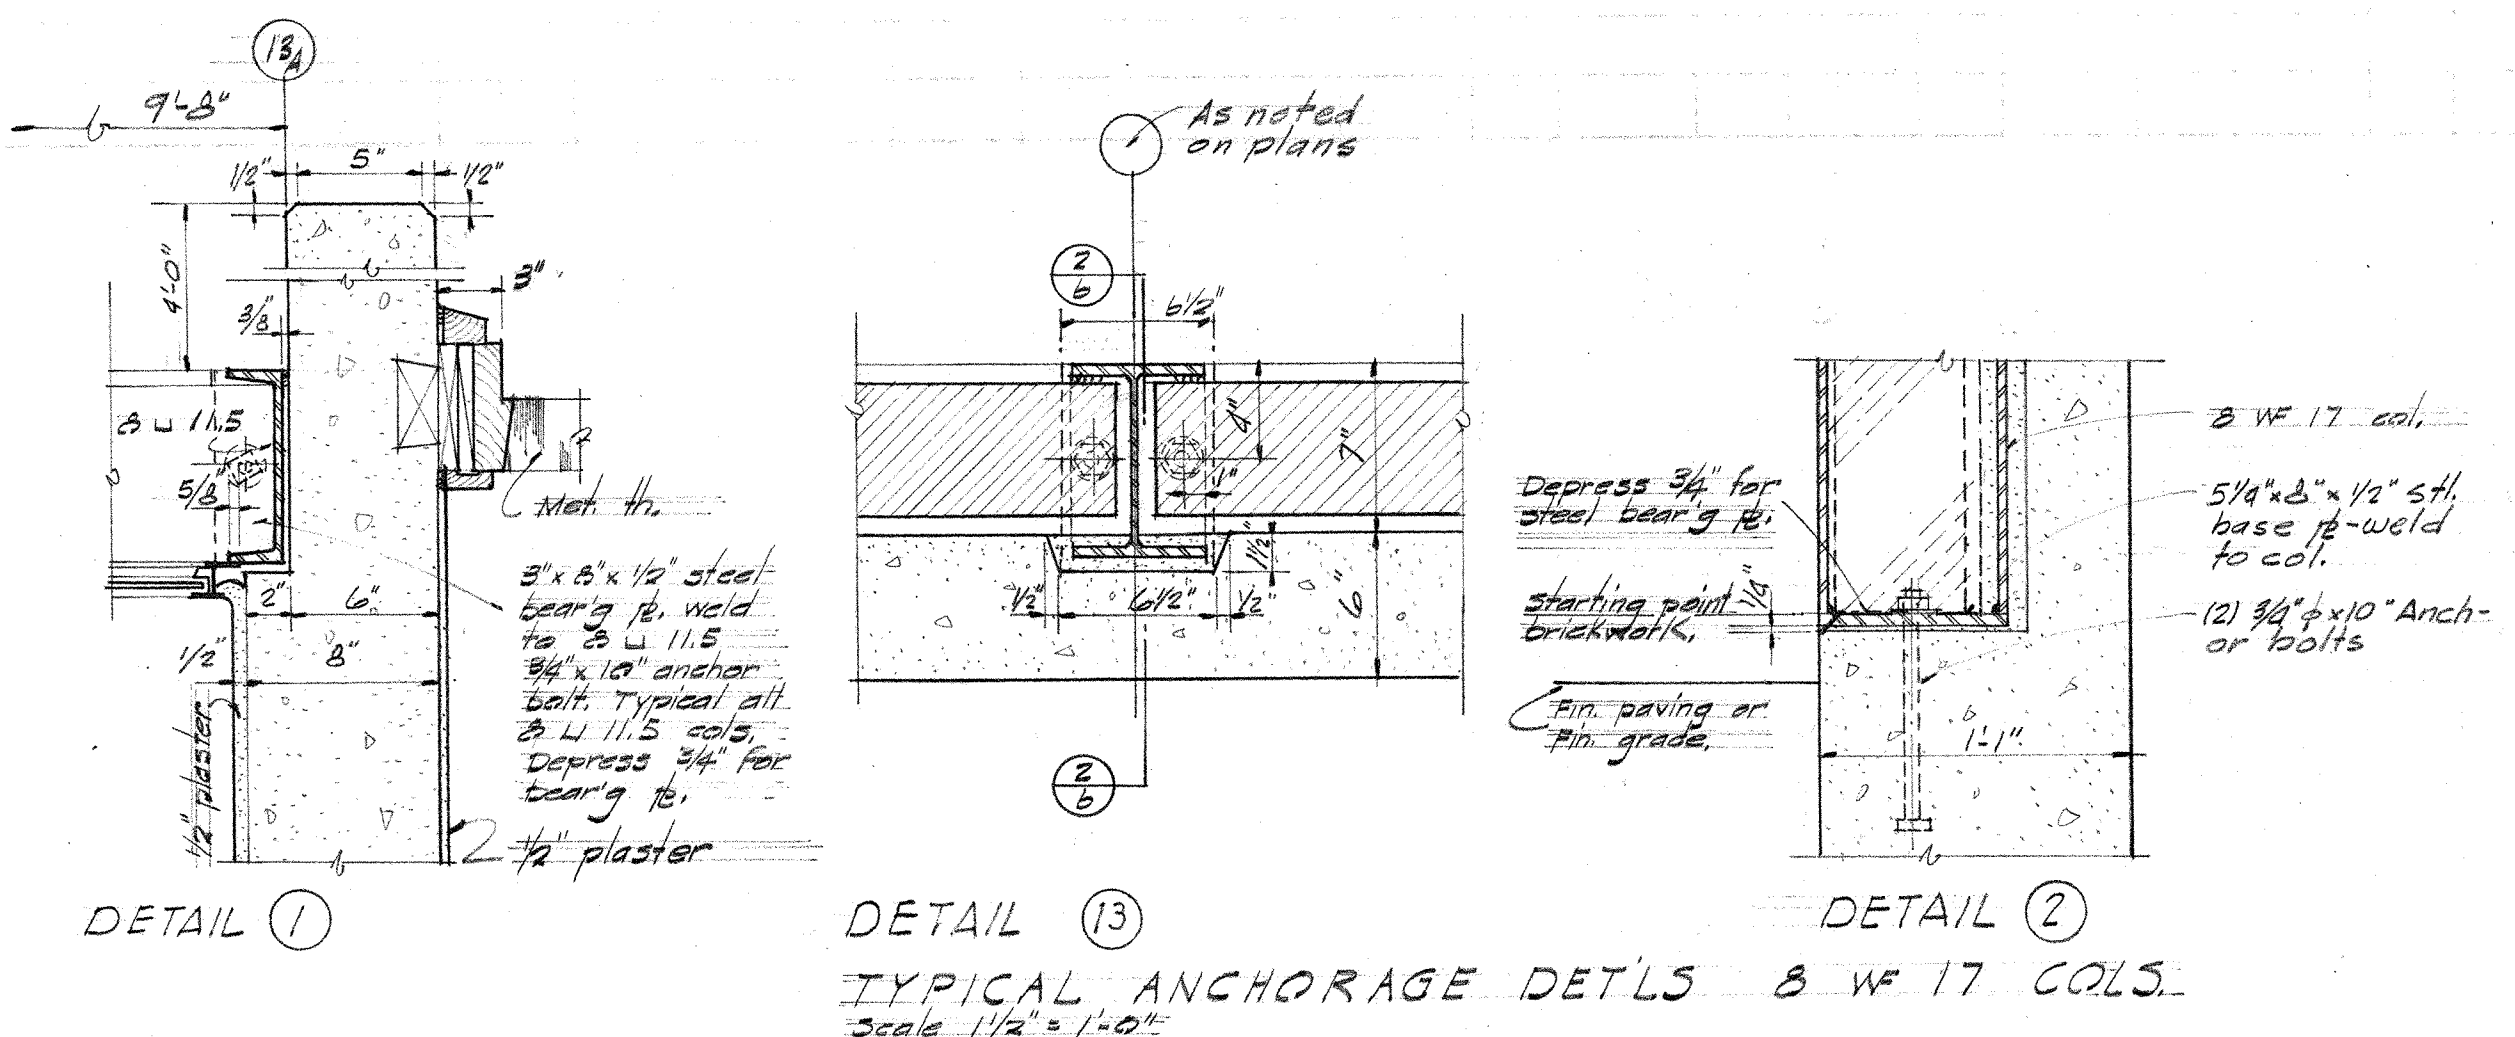 13A
9'-8"
1/2"
5"
1/2"
4'-0"
3/8"
3"
8 ⊔ 11.5
5/8"
Met. th.
2"
6"
1/2"
8"
1/2" plaster
3" x 8" x 1/2" steel
bear'g ℔. weld
to 8 ⊔ 11.5
3/4" x 10" anchor
bolt. Typical all
8 ⊔ 11.5 cols.
Depress 3/4" for
bear'g ℔.
1/2" plaster
DETAIL 1
As noted
on plans
2
6
6 1/2"
4"
7"
1"
1 1/2"
1/2"
6 1/2"
1/2"
6"
2
6
DETAIL 13
Depress 3/4" for
steel bear'g ℔.
Starting point
brickwork.
1/4"
Fin. paving or
Fin. grade.
1'-1"
8 WF 17 col.
5 1/4" x 8" x 1/2" stl.
base ℔-weld
to col.
(2) 3/4" ϕ x 10" Anch-
or bolts
DETAIL 2
TYPICAL ANCHORAGE DET'LS 8 WF 17 COLS.
Scale 1 1/2" = 1'-0"